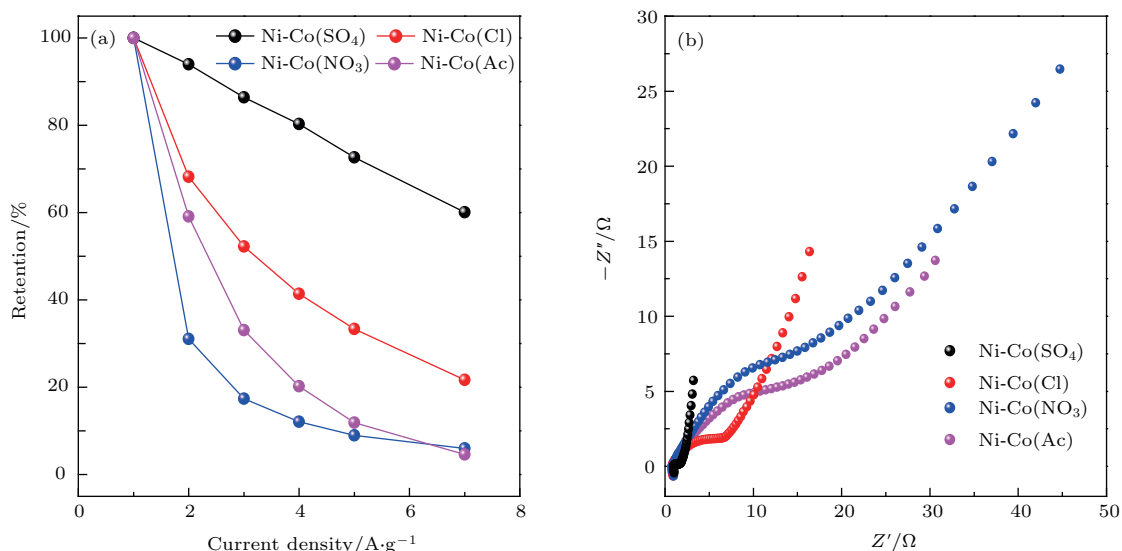 (a)
Ni-Co(SO₄)
Ni-Co(Cl)
Ni-Co(NO₃)
Ni-Co(Ac)
100
80
60
40
20
0
Retention/%
0 2 4 6 8
Current density/A·g⁻¹
(b)
30
25
20
15
10
5
0
−Z″/Ω
Ni-Co(SO₄)
Ni-Co(Cl)
Ni-Co(NO₃)
Ni-Co(Ac)
0 10 20 30 40 50
Z′/Ω